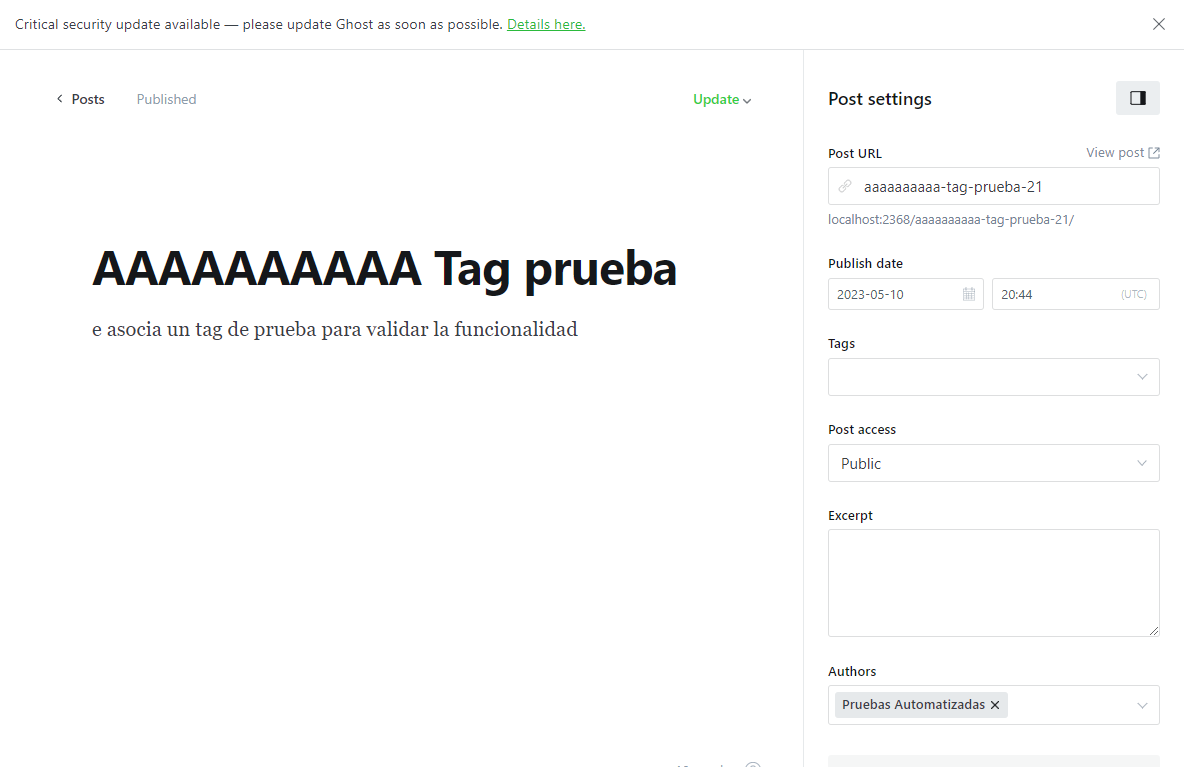 Critical security update available — please update Ghost as soon as possible. Details here.
Posts
Published
Update
Post settings
AAAAAAAAAA Tag prueba
e asocia un tag de prueba para validar la funcionalidad
Post URL
View post
aaaaaaaaaa-tag-prueba-21
localhost:2368/aaaaaaaaaa-tag-prueba-21/
Publish date
2023-05-10
20:44
(UTC)
Tags
Post access
Public
Excerpt
Authors
Pruebas Automatizadas